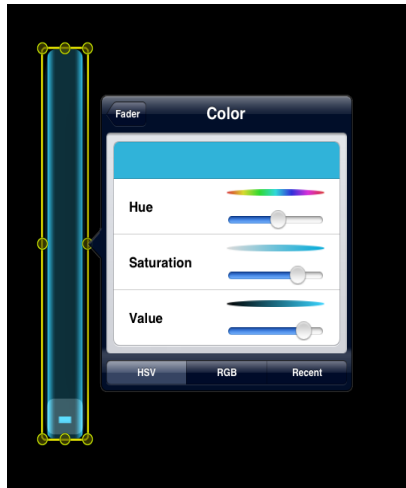 Fader
Color
Hue
Saturation
Value
HSV RGB Recent